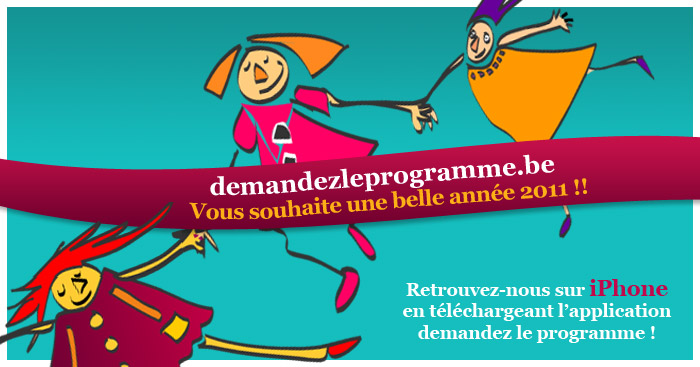 demandezleprogramme.be
Vous souhaite une belle année 2011 !!
Retrouvez-nous sur iPhone
en téléchargeant l'application
demandez le programme !